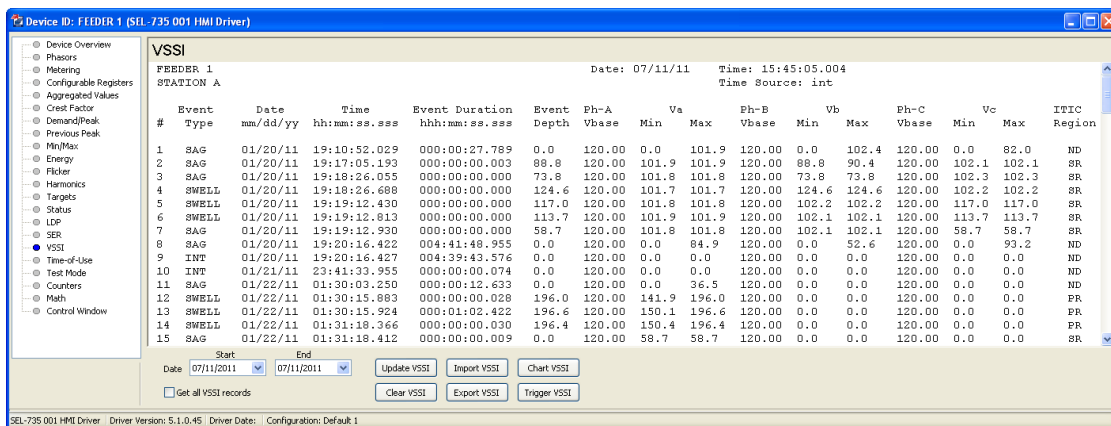 Device ID: FEEDER 1 (SEL-735 001 HMI Driver)
Device Overview
Phasors
Metering
Configurable Registers
Aggregated Values
Crest Factor
Demand/Peak
Previous Peak
Min/Max
Energy
Flicker
Harmonics
Targets
Status
LDP
SER
VSSI
Time-of-Use
Test Mode
Counters
Math
Control Window
VSSI
FEEDER 1 Date: 07/11/11 Time: 15:45:05.004
STATION A Time Source: int
Event Date Time Event Duration Event Ph-A Va Ph-B Vb Ph-C Vc ITIC
# Type mm/dd/yy hh:mm:ss.sss hhh:mm:ss.sss Depth Vbase Min Max Vbase Min Max Vbase Min Max Region
1 SAG 01/20/11 19:10:52.029 000:00:27.789 0.0 120.00 0.0 101.9 120.00 0.0 102.4 120.00 0.0 82.0 ND
2 SAG 01/20/11 19:17:05.193 000:00:00.003 88.8 120.00 101.9 101.9 120.00 88.8 90.4 120.00 102.1 102.1 SR
3 SAG 01/20/11 19:18:26.055 000:00:00.000 73.8 120.00 101.8 101.8 120.00 73.8 73.8 120.00 102.3 102.3 SR
4 SWELL 01/20/11 19:18:26.688 000:00:00.000 124.6 120.00 101.7 101.7 120.00 124.6 124.6 120.00 102.2 102.2 SR
5 SWELL 01/20/11 19:19:12.430 000:00:00.000 117.0 120.00 101.8 101.8 120.00 102.2 102.2 120.00 117.0 117.0 SR
6 SWELL 01/20/11 19:19:12.813 000:00:00.000 113.7 120.00 101.9 101.9 120.00 102.1 102.1 120.00 113.7 113.7 SR
7 SAG 01/20/11 19:19:12.930 000:00:00.000 58.7 120.00 101.8 101.8 120.00 102.1 102.1 120.00 58.7 58.7 SR
8 SAG 01/20/11 19:20:16.422 004:41:48.955 0.0 120.00 0.0 84.9 120.00 0.0 52.6 120.00 0.0 93.2 ND
9 INT 01/20/11 19:20:16.427 004:39:43.576 0.0 120.00 0.0 0.0 120.00 0.0 0.0 120.00 0.0 0.0 ND
10 INT 01/21/11 23:41:33.955 000:00:00.074 0.0 120.00 0.0 0.0 120.00 0.0 0.0 120.00 0.0 0.0 ND
11 SAG 01/22/11 01:30:03.250 000:00:12.633 0.0 120.00 0.0 36.5 120.00 0.0 0.0 120.00 0.0 0.0 ND
12 SWELL 01/22/11 01:30:15.883 000:00:00.028 196.0 120.00 141.9 196.0 120.00 0.0 0.0 120.00 0.0 0.0 PR
13 SWELL 01/22/11 01:30:15.924 000:01:02.422 196.6 120.00 150.1 196.6 120.00 0.0 0.0 120.00 0.0 0.0 PR
14 SWELL 01/22/11 01:31:18.366 000:00:00.030 196.4 120.00 150.4 196.4 120.00 0.0 0.0 120.00 0.0 0.0 PR
15 SAG 01/22/11 01:31:18.412 000:00:00.009 0.0 120.00 58.7 58.7 120.00 0.0 0.0 120.00 0.0 0.0 SR
Start End
Date 07/11/2011 07/11/2011 Update VSSI Import VSSI Chart VSSI
Get all VSSI records Clear VSSI Export VSSI Trigger VSSI
SEL-735 001 HMI Driver Driver Version: 5.1.0.45 Driver Date: Configuration: Default 1